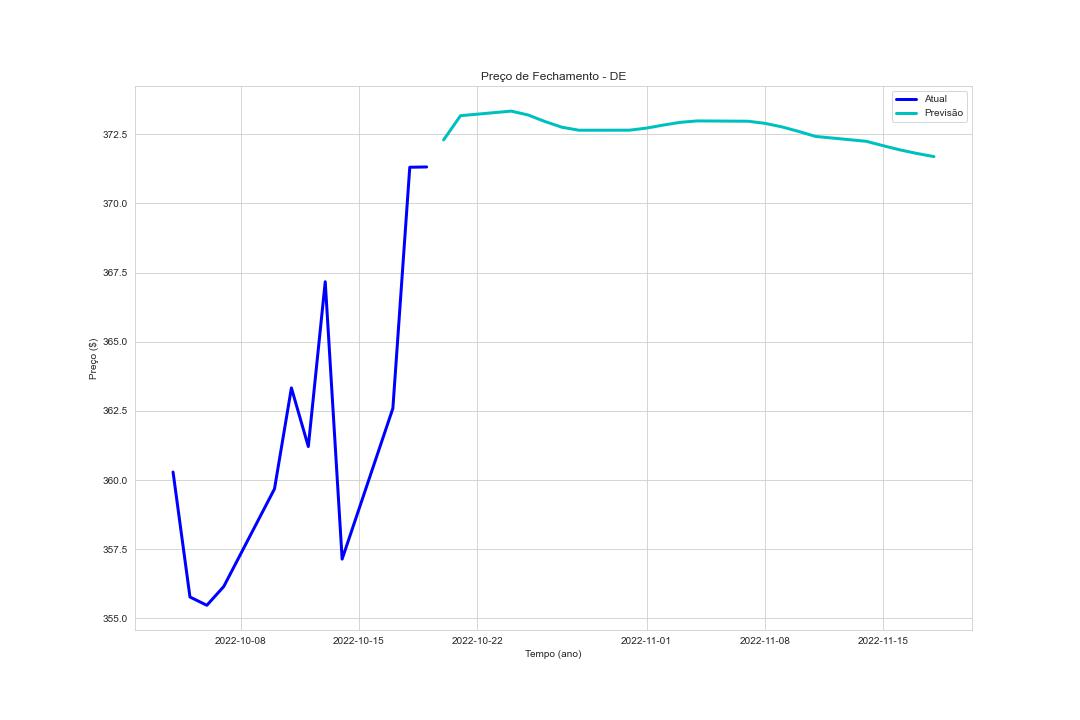 Preço de Fechamento - DE
Atual
Previsão
372.5
370.0
367.5
365.0
362.5
360.0
357.5
355.0
Preço ($)
2022-10-08
2022-10-15
2022-10-22
2022-11-01
2022-11-08
2022-11-15
Tempo (ano)